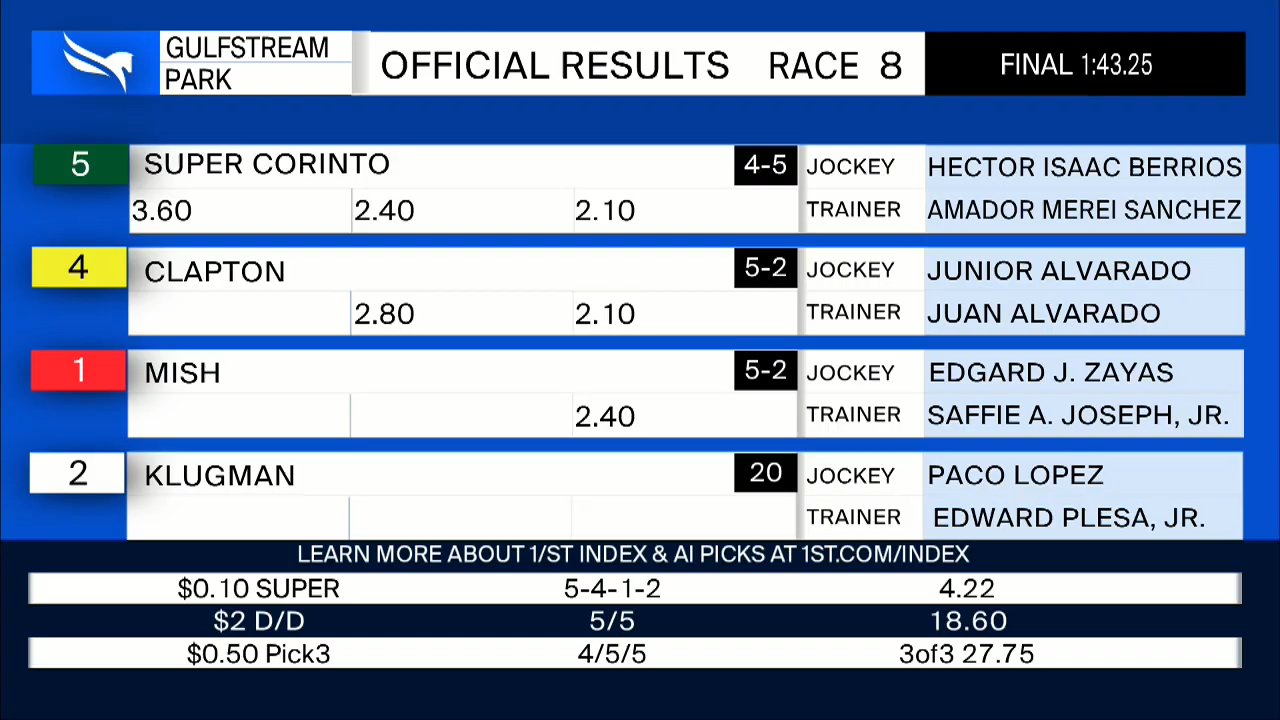 GULFSTREAM
PARK
OFFICIAL RESULTS RACE 8
FINAL 1:43.25
5 SUPER CORINTO 4-5 JOCKEY HECTOR ISAAC BERRIOS
3.60 2.40 2.10 TRAINER AMADOR MEREI SANCHEZ
4 CLAPTON 5-2 JOCKEY JUNIOR ALVARADO
2.80 2.10 TRAINER JUAN ALVARADO
1 MISH 5-2 JOCKEY EDGARD J. ZAYAS
2.40 TRAINER SAFFIE A. JOSEPH, JR.
2 KLUGMAN 20 JOCKEY PACO LOPEZ
TRAINER EDWARD PLESA, JR.
LEARN MORE ABOUT 1/ST INDEX & AI PICKS AT 1ST.COM/INDEX
$0.10 SUPER 5-4-1-2 4.22
$2 D/D 5/5 18.60
$0.50 Pick3 4/5/5 3of3 27.75